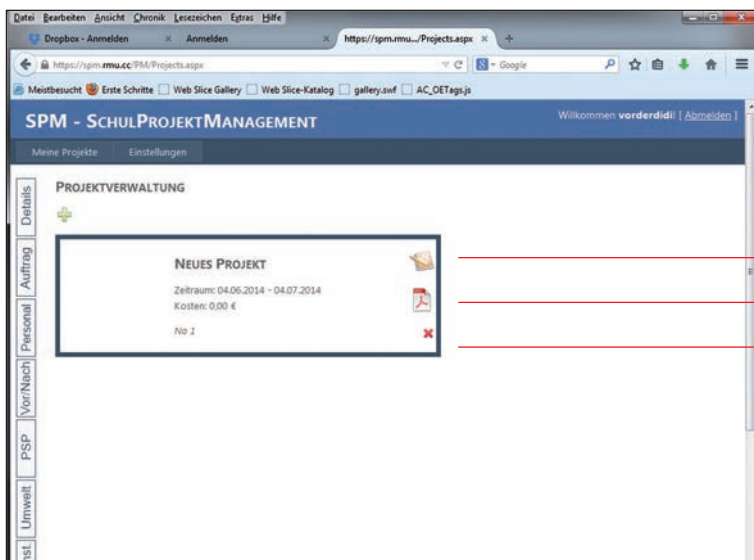 Datei Bearbeiten Ansicht Chronik Lesezeichen Extras Hilfe
Dropbox - Anmelden × Anmelden × https://spm.rmu.../Projects.aspx × +
https://spm.rmu.cc/PM/Projects.aspx Google
Meistbesucht Erste Schritte Web Slice Gallery Web Slice-Katalog gallery.swf AC_OETags.js
SPM - SCHULPROJEKTMANAGEMENT
Willkommen vorderdidi! [ Abmelden ]
Meine Projekte Einstellungen
PROJEKTVERWALTUNG
NEUES PROJEKT
Zeitraum: 04.06.2014 - 04.07.2014
Kosten: 0,00 €
No 1
Details
Auftrag
Personal
Vor/Nach
PSP
Umwelt
nst.